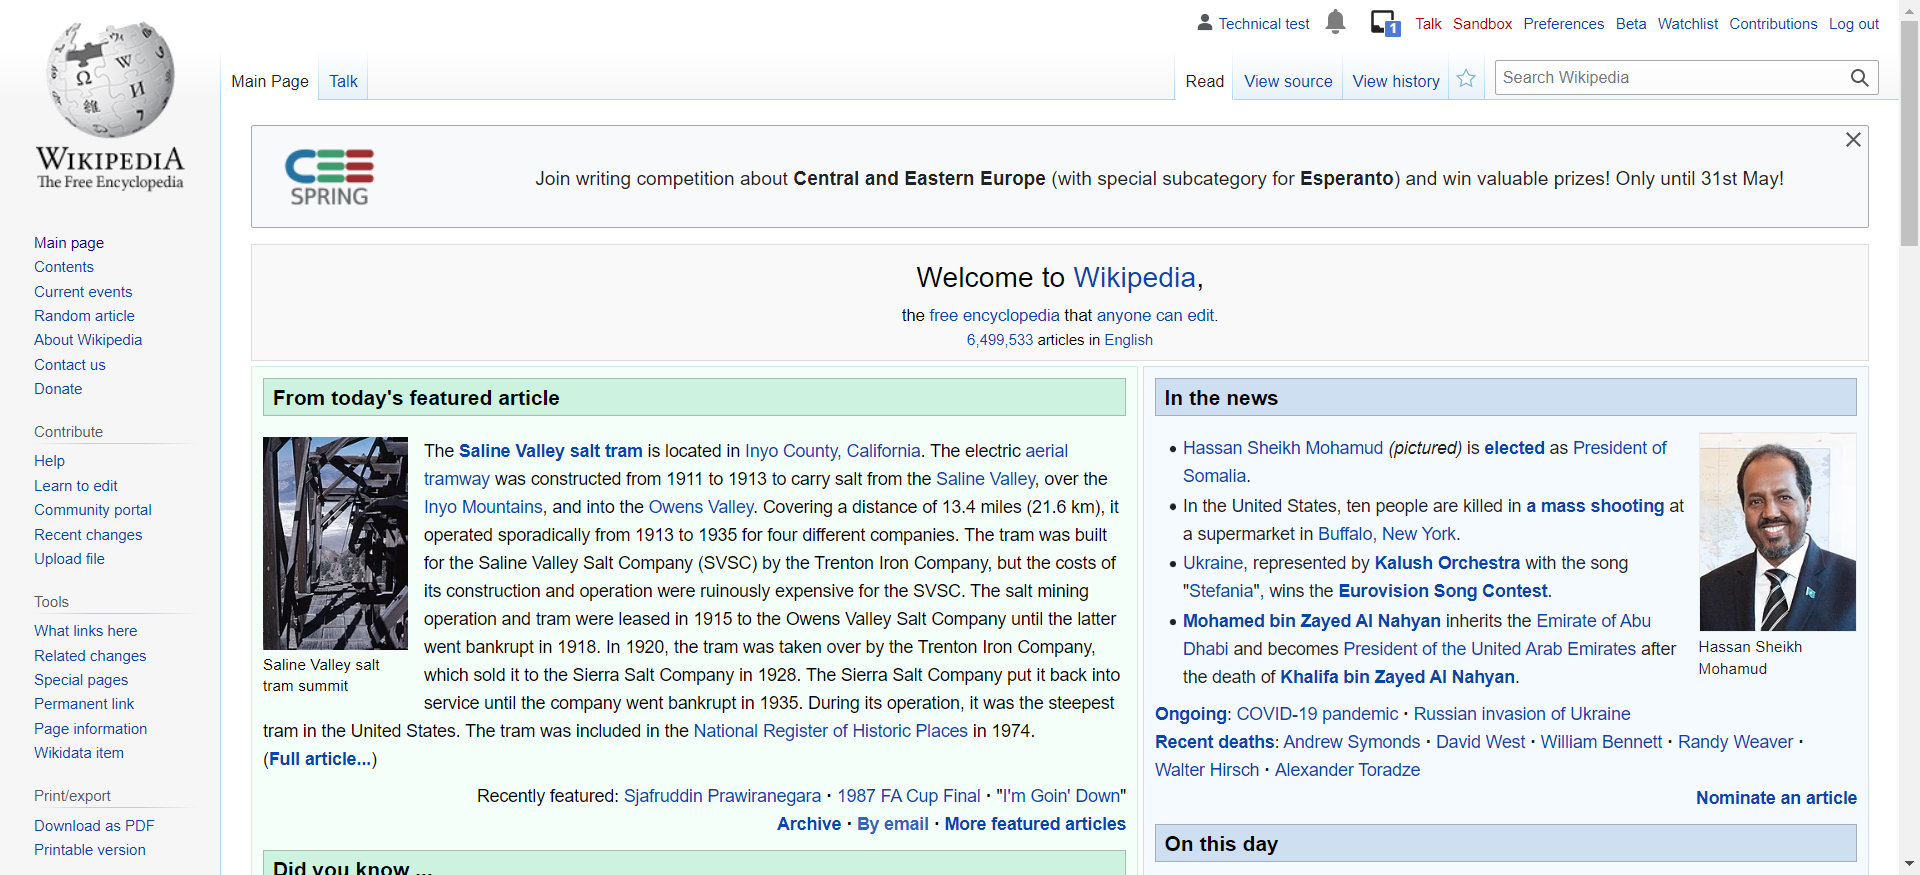 Technical test
1
Talk
Sandbox
Preferences
Beta
Watchlist
Contributions
Log out
Main Page
Talk
Read
View source
View history
Search Wikipedia
WIKIPEDIA
The Free Encyclopedia
Main page
Contents
Current events
Random article
About Wikipedia
Contact us
Donate
Contribute
Help
Learn to edit
Community portal
Recent changes
Upload file
Tools
What links here
Related changes
Special pages
Permanent link
Page information
Wikidata item
Print/export
Download as PDF
Printable version
CEE
SPRING
Join writing competition about Central and Eastern Europe (with special subcategory for Esperanto) and win valuable prizes! Only until 31st May!
Welcome to Wikipedia,
the free encyclopedia that anyone can edit.
6,499,533 articles in English
From today's featured article
Saline Valley salt
tram summit
The Saline Valley salt tram is located in Inyo County, California. The electric aerial
tramway was constructed from 1911 to 1913 to carry salt from the Saline Valley, over the
Inyo Mountains, and into the Owens Valley. Covering a distance of 13.4 miles (21.6 km), it
operated sporadically from 1913 to 1935 for four different companies. The tram was built
for the Saline Valley Salt Company (SVSC) by the Trenton Iron Company, but the costs of
its construction and operation were ruinously expensive for the SVSC. The salt mining
operation and tram were leased in 1915 to the Owens Valley Salt Company until the latter
went bankrupt in 1918. In 1920, the tram was taken over by the Trenton Iron Company,
which sold it to the Sierra Salt Company in 1928. The Sierra Salt Company put it back into
service until the company went bankrupt in 1935. During its operation, it was the steepest
tram in the United States. The tram was included in the National Register of Historic Places in 1974.
(Full article...)
Recently featured: Sjafruddin Prawiranegara · 1987 FA Cup Final · "I'm Goin' Down"
Archive · By email · More featured articles
Did you know ...
In the news
• Hassan Sheikh Mohamud (pictured) is elected as President of
Somalia.
• In the United States, ten people are killed in a mass shooting at
a supermarket in Buffalo, New York.
• Ukraine, represented by Kalush Orchestra with the song
"Stefania", wins the Eurovision Song Contest.
• Mohamed bin Zayed Al Nahyan inherits the Emirate of Abu
Dhabi and becomes President of the United Arab Emirates after
the death of Khalifa bin Zayed Al Nahyan.
Hassan Sheikh
Mohamud
Ongoing: COVID-19 pandemic · Russian invasion of Ukraine
Recent deaths: Andrew Symonds · David West · William Bennett · Randy Weaver ·
Walter Hirsch · Alexander Toradze
Nominate an article
On this day